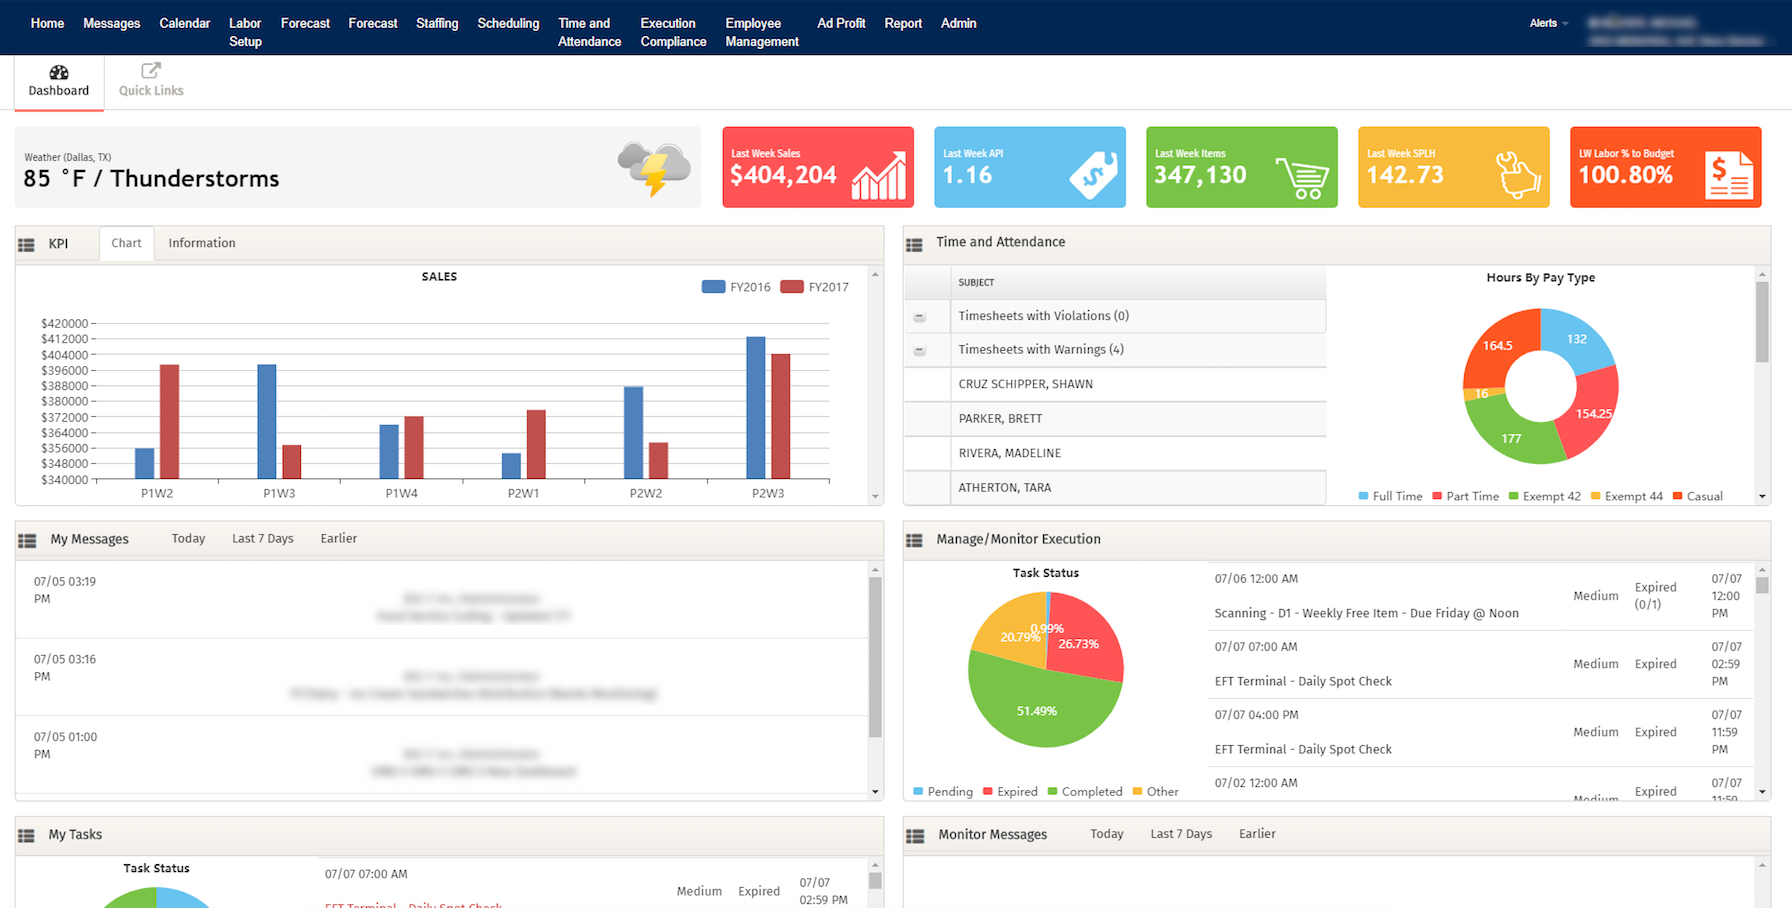 Home Messages Calendar Labor Setup Forecast Forecast Staffing Scheduling Time and Attendance Execution Compliance Employee Management Ad Profit Report Admin Alerts
Dashboard Quick Links
Weather (Dallas, TX)
85 °F / Thunderstorms
Last Week Sales
$404,204
Last Week API
1.16
Last Week Items
347,130
Last Week SPLH
142.73
LW Labor % to Budget
100.80%
KPI Chart Information
SALES
FY2016 FY2017
$420000
$412000
$404000
$396000
$388000
$380000
$372000
$364000
$356000
$348000
$340000
P1W2 P1W3 P1W4 P2W1 P2W2 P2W3
Time and Attendance
SUBJECT
Timesheets with Violations (0)
Timesheets with Warnings (4)
CRUZ SCHIPPER, SHAWN
PARKER, BRETT
RIVERA, MADELINE
ATHERTON, TARA
Hours By Pay Type
132
164.5
16
154.25
177
Full Time Part Time Exempt 42 Exempt 44 Casual
My Messages Today Last 7 Days Earlier
07/05 03:19
PM
07/05 03:16
PM
07/05 01:00
PM
Manage/Monitor Execution
Task Status
0.99%
20.79%
26.73%
51.49%
Pending Expired Completed Other
07/06 12:00 AM
Scanning - D1 - Weekly Free Item - Due Friday @ Noon
Medium
Expired
(0/1)
07/07
12:00
PM
07/07 07:00 AM
EFT Terminal - Daily Spot Check
Medium
Expired
07/07
02:59
PM
07/07 04:00 PM
EFT Terminal - Daily Spot Check
Medium
Expired
07/07
11:59
PM
07/02 12:00 AM
Medium
Expired
07/07
11:59
My Tasks
Task Status
07/07 07:00 AM
EFT Terminal - Daily Spot Check
Medium
Expired
07/07
02:59 PM
Monitor Messages Today Last 7 Days Earlier